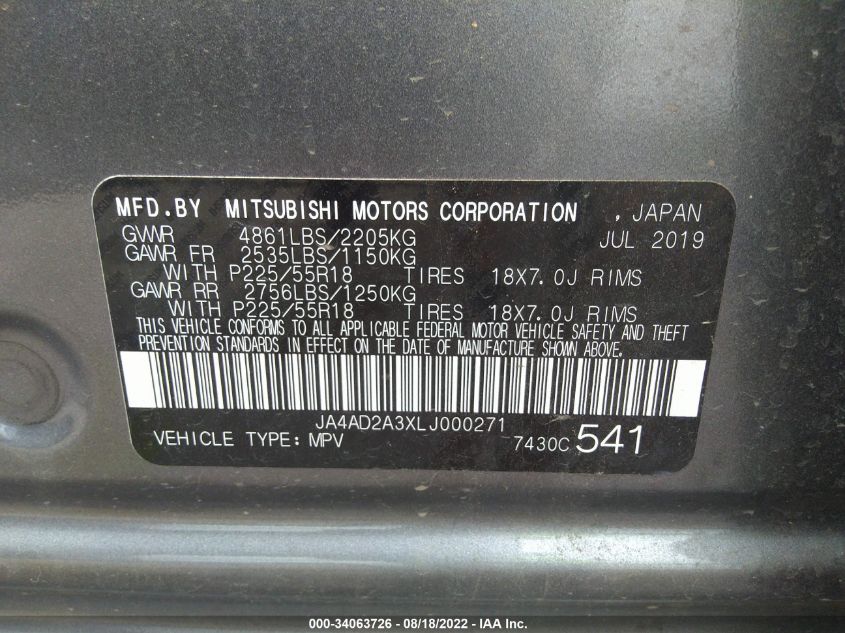 MFD.BY MITSUBISHI MOTORS CORPORATION , JAPAN
GVWR 4861LBS/2205KG JUL 2019
GAWR FR 2535LBS/1150KG
WITH P225/55R18 TIRES 18X7.0J RIMS
GAWR RR 2756LBS/1250KG
WITH P225/55R18 TIRES 18X7.0J RIMS
THIS VEHICLE CONFORMS TO ALL APPLICABLE FEDERAL MOTOR VEHICLE SAFETY AND THEFT
PREVENTION STANDARDS IN EFFECT ON THE DATE OF MANUFACTURE SHOWN ABOVE.
JA4AD2A3XLJ000271
VEHICLE TYPE: MPV 7430C 541
000-34063726 - 08/18/2022 - IAA Inc.